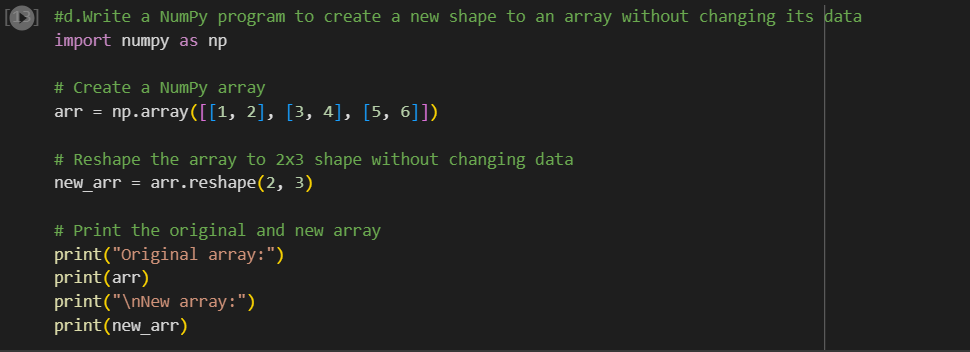 [13] #d.Write a NumPy program to create a new shape to an array without changing its data
import numpy as np
# Create a NumPy array
arr = np.array([[1, 2], [3, 4], [5, 6]])
# Reshape the array to 2x3 shape without changing data
new_arr = arr.reshape(2, 3)
# Print the original and new array
print("Original array:")
print(arr)
print("\nNew array:")
print(new_arr)